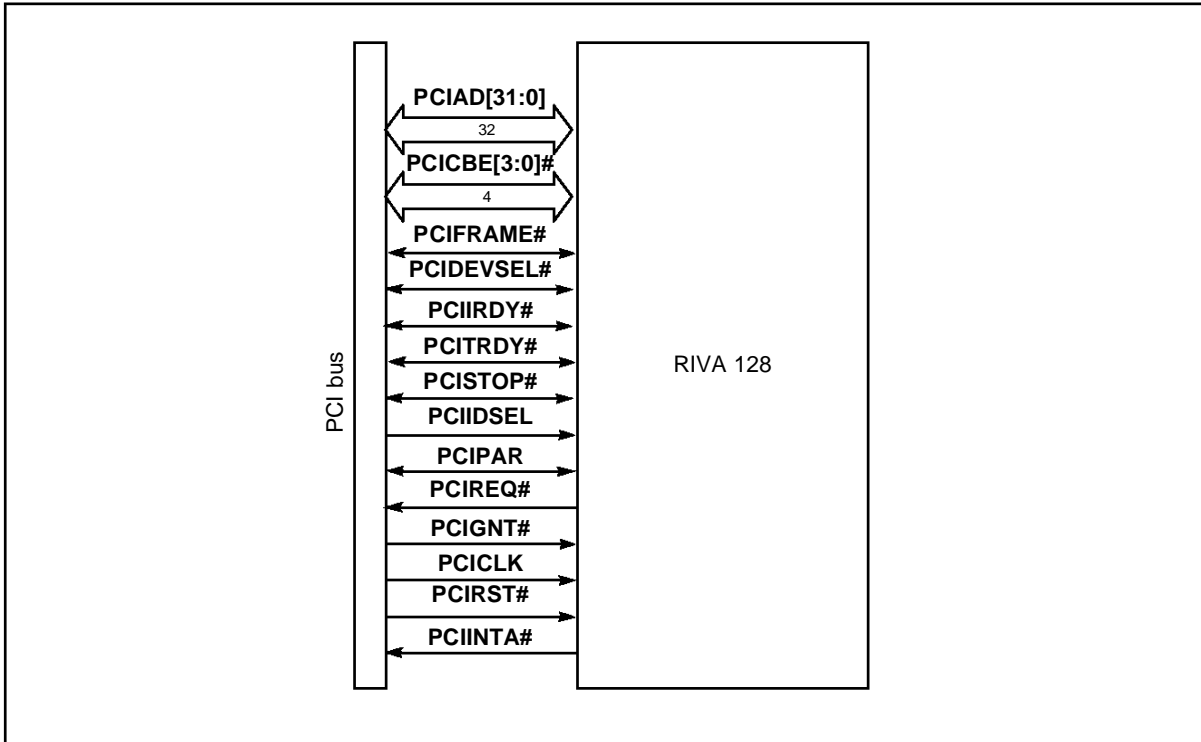 PCIAD[31:0]
32
PCICBE[3:0]#
4
PCIFRAME#
PCIDEVSEL#
PCIIRDY#
PCITRDY#
PCISTOP#
PCIIDSEL
PCIPAR
PCIREQ#
PCIGNT#
PCICLK
PCIRST#
PCIINTA#
PCI bus
RIVA 128